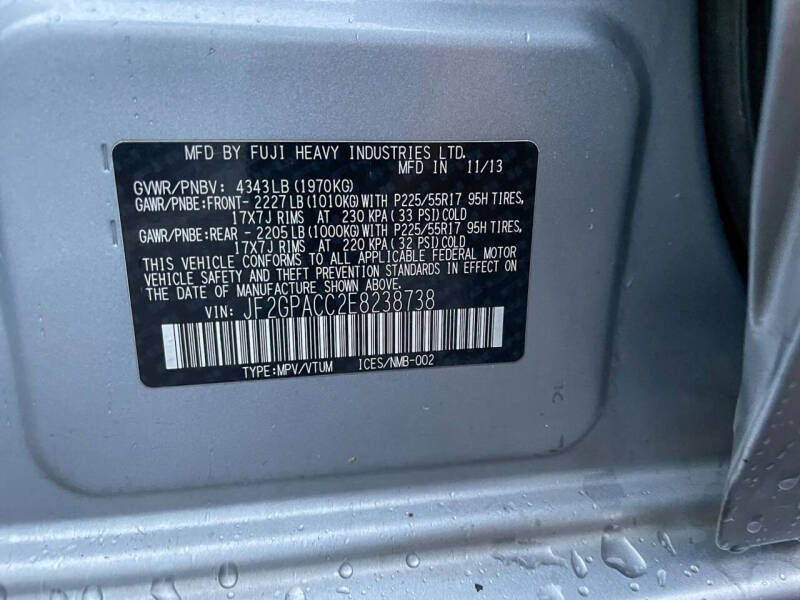 MFD BY FUJI HEAVY INDUSTRIES LTD.
MFD IN 11/13
GVWR/PNBV: 4343LB(1970KG)
GAWR/PNBE:FRONT- 2227LB(1010KG)WITH P225/55R17 95H TIRES,
17X7J RIMS AT 230 KPA(33 PSI)COLD
GAWR/PNBE:REAR - 2205LB(1000KG)WITH P225/55R17 95H TIRES,
17X7J RIMS AT 220 KPA(32 PSI)COLD
THIS VEHICLE CONFORMS TO ALL APPLICABLE FEDERAL MOTOR
VEHICLE SAFETY AND THEFT PREVENTION STANDARDS IN EFFECT ON
THE DATE OF MANUFACTURE SHOWN ABOVE.
VIN: JF2GPACC2E8238738
TYPE:MPV/VTUM ICES/NMB-002